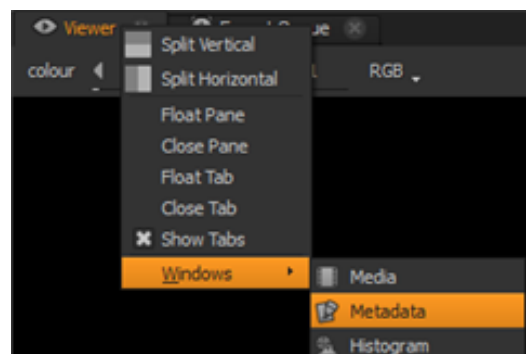 Viewer
Split Vertical
colour
RGB
Split Horizontal
Float Pane
Close Pane
Float Tab
Close Tab
Show Tabs
Windows
Media
Metadata
Histogram